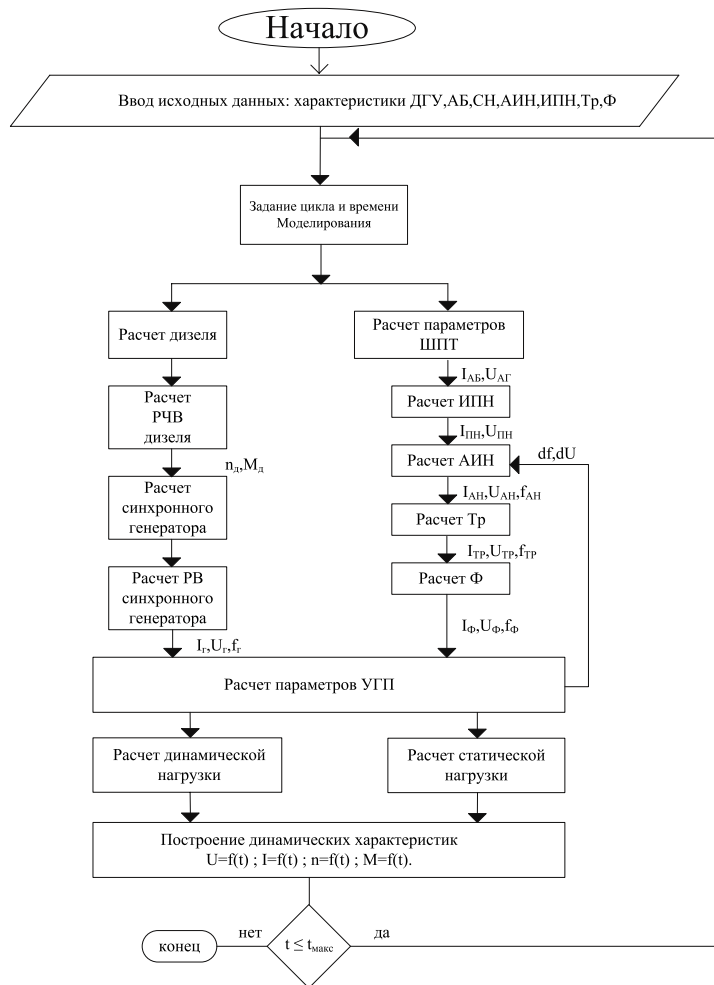 Начало
Ввод исходных данных: характеристики ДГУ,АБ,СН,АИН,ИПН,Тр,Ф
Задание цикла и времени
Моделирования
Расчет дизеля
Расчет
РЧВ
дизеля
nд,Mд
Расчет
синхронного
генератора
Расчет РВ
синхронного
генератора
Iг,Uг,fг
Расчет параметров
ШПТ
IАБ,UАГ
Расчет ИПН
IПН,UПН
Расчет АИН
df,dU
IАН,UАН,fАН
Расчет Тр
IТР,UТР,fТР
Расчет Ф
IФ,UФ,fФ
Расчет параметров УГП
Расчет динамической
нагрузки
Расчет статической
нагрузки
Построение динамических характеристик
U=f(t) ; I=f(t) ; n=f(t) ; M=f(t).
конец
нет
t ≤ tмакс
да